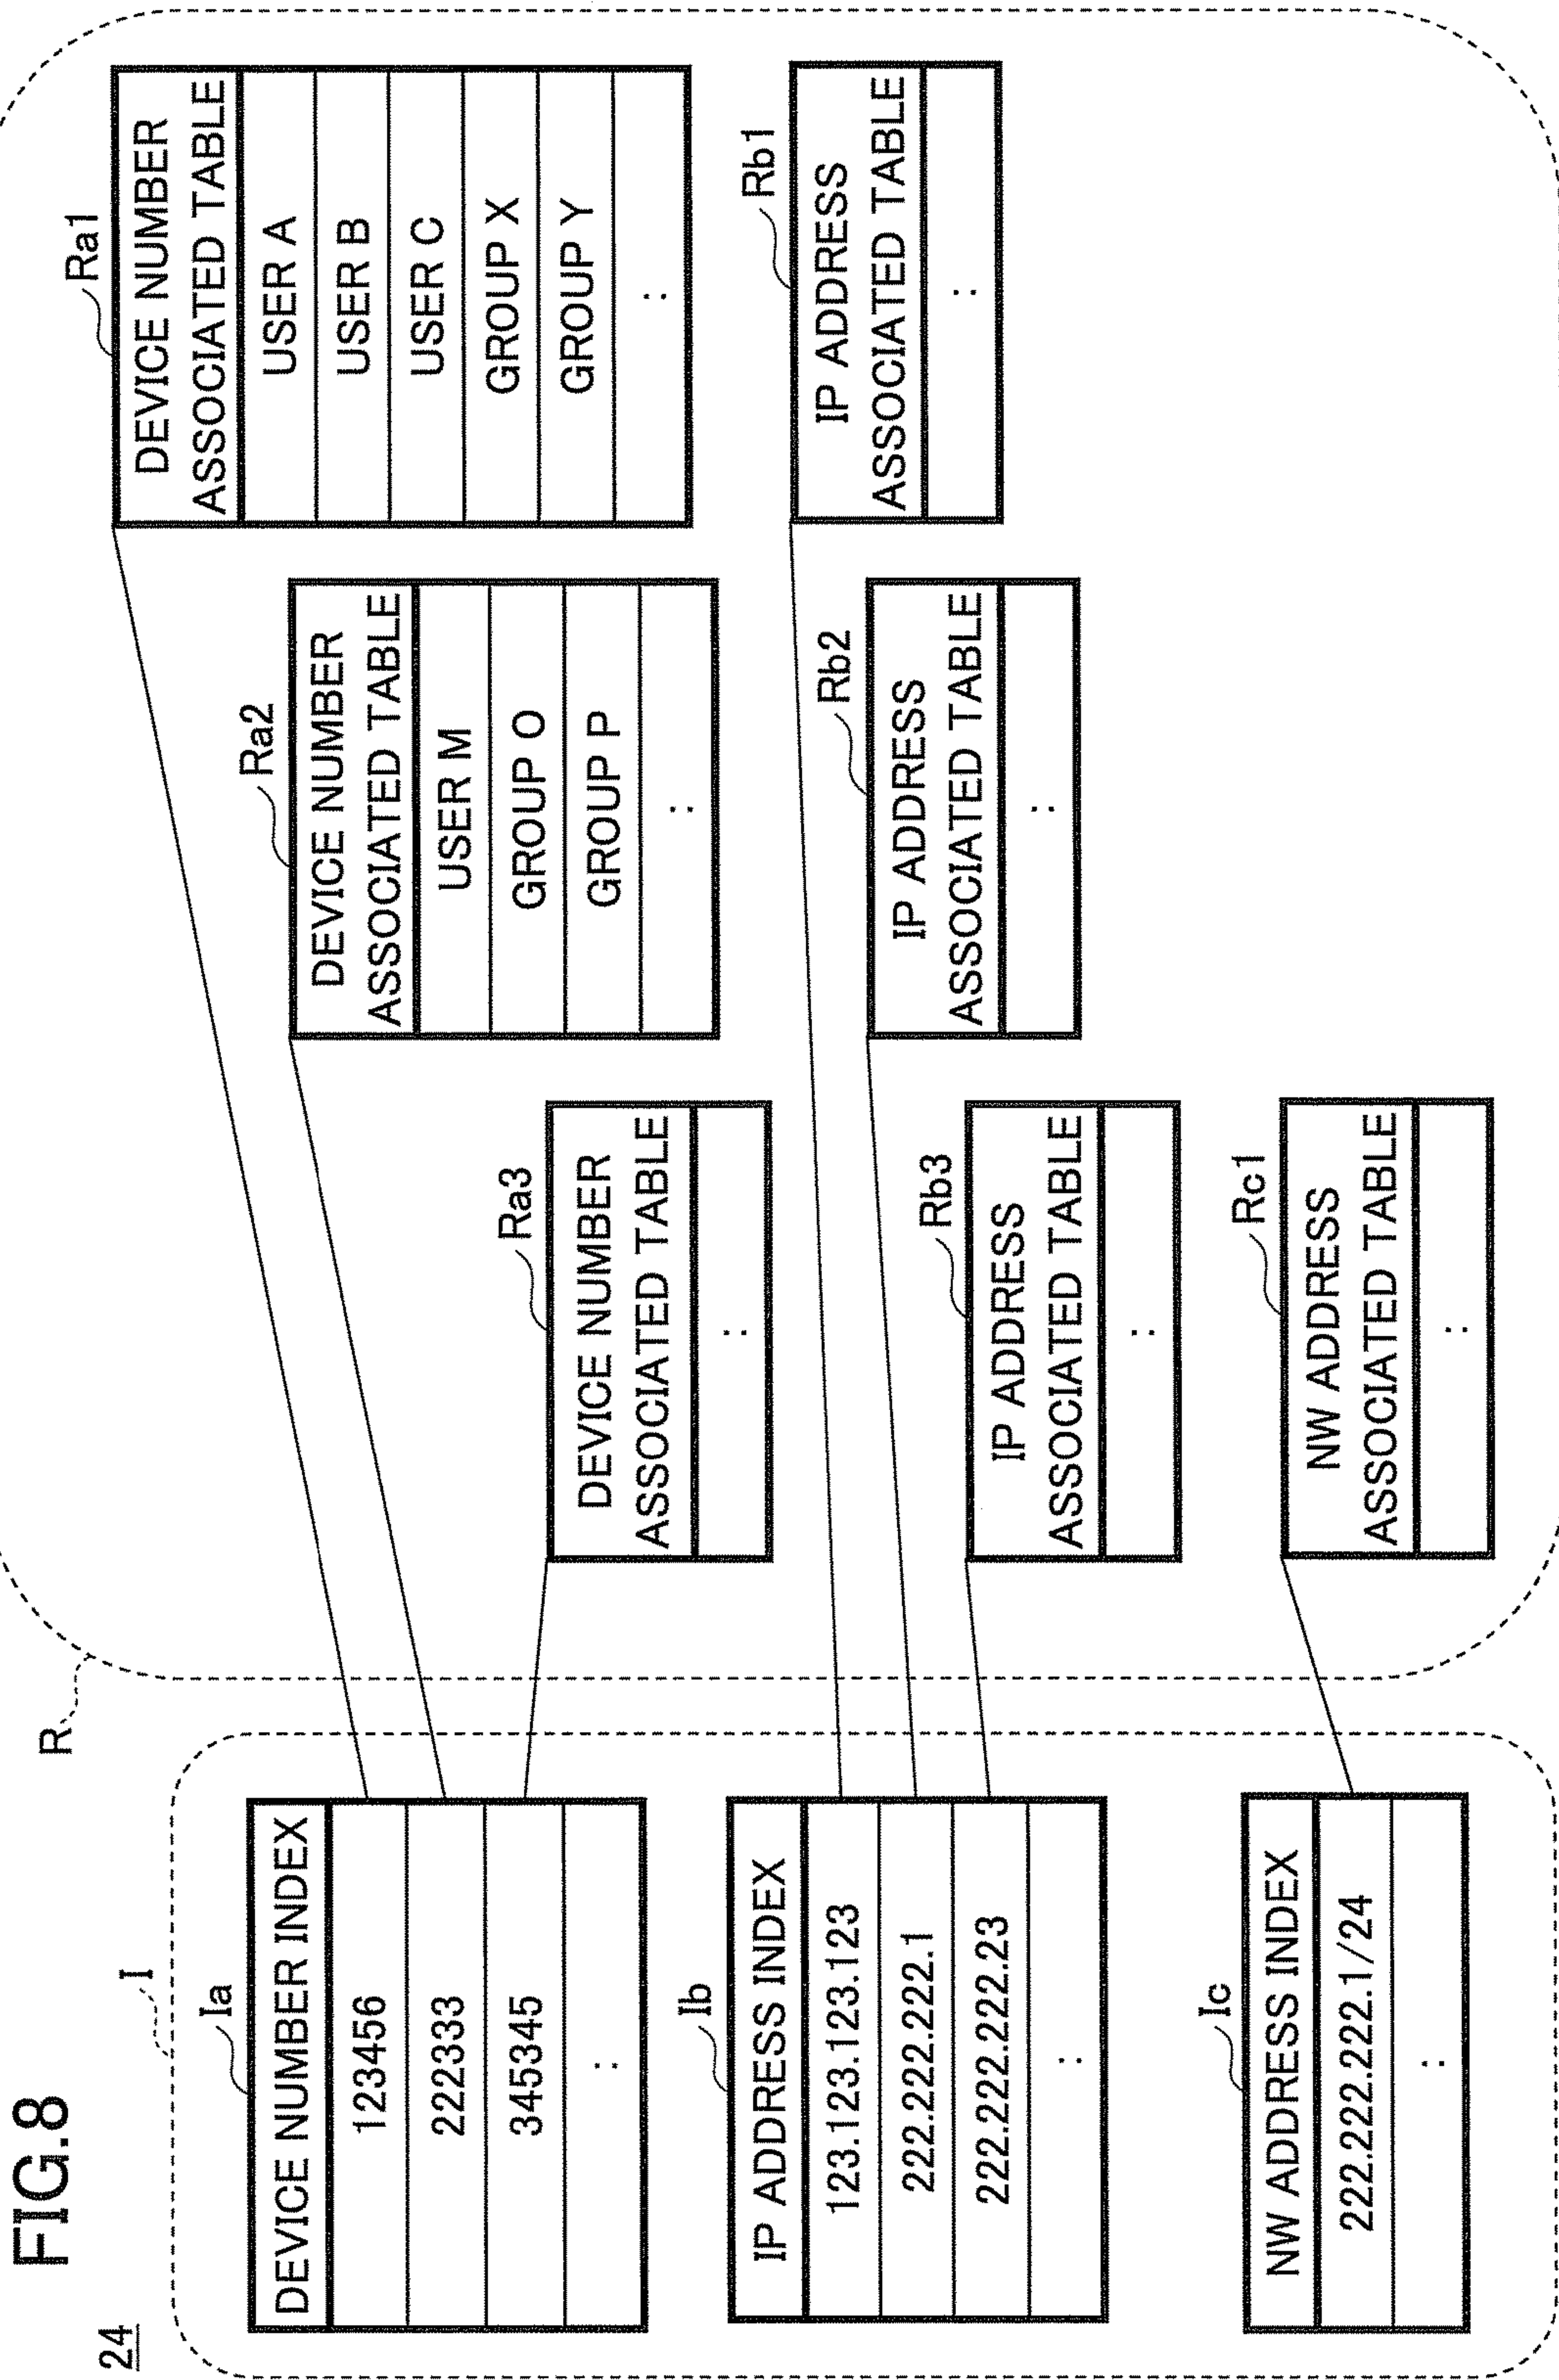 FIG.8
24
I
R
Ia
DEVICE NUMBER INDEX
123456
222333
345345
:
Ib
IP ADDRESS INDEX
123.123.123.123
222.222.222.1
222.222.222.23
:
Ic
NW ADDRESS INDEX
222.222.222.1/24
:
Ra3
DEVICE NUMBER
ASSOCIATED TABLE
:
Rb3
IP ADDRESS
ASSOCIATED TABLE
:
Rc1
NW ADDRESS
ASSOCIATED TABLE
:
Ra2
DEVICE NUMBER
ASSOCIATED TABLE
USER M
GROUP O
GROUP P
:
Rb2
IP ADDRESS
ASSOCIATED TABLE
:
Ra1
DEVICE NUMBER
ASSOCIATED TABLE
USER A
USER B
USER C
GROUP X
GROUP Y
:
Rb1
IP ADDRESS
ASSOCIATED TABLE
: